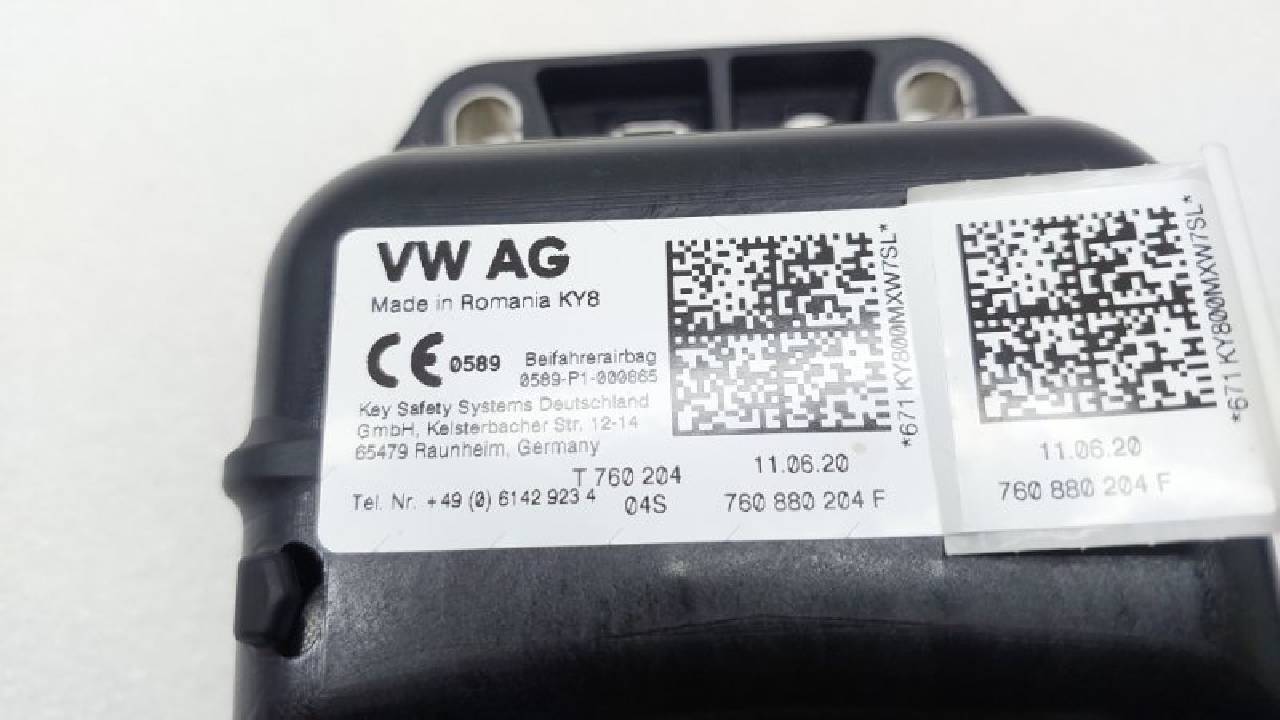 VW AG
Made in Romania KY8
CE 0589
Beifahrerairbag
0589-P1-000865
Key Safety Systems Deutschland
GmbH, Kelsterbacher Str. 12-14
65479 Raunheim, Germany
T 760 204
Tel. Nr. +49 (0) 6142 923 4
04S
*671 KY800MXW7SL*
11.06.20
760 880 204 F
*671 KY800MXW7SL*
11.06.20
760 880 204 F